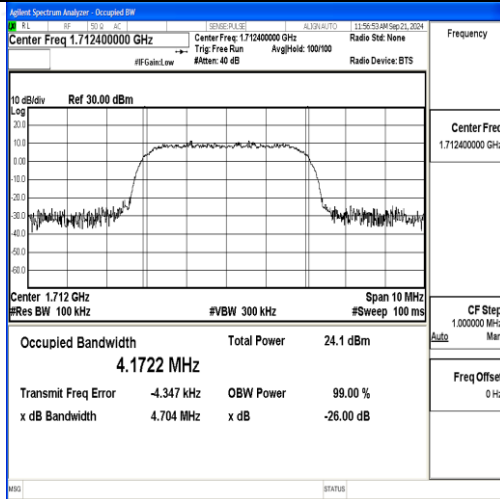 Agilent Spectrum Analyzer - Occupied BW
RL RF 50 Ω AC SENSE:PULSE ALIGN AUTO 11:56:53 AM Sep 21, 2024
Center Freq 1.712400000 GHz Center Freq: 1.712400000 GHz Radio Std: None Frequency
Trig: Free Run Avg|Hold: 100/100
#IFGain:Low #Atten: 40 dB Radio Device: BTS
10 dB/div Ref 30.00 dBm
Log
20.0
10.0
0.00
-10.0
-20.0
-30.0
-40.0
-50.0
-60.0
Center Freq
1.712400000 GHz
Center 1.712 GHz Span 10 MHz
#Res BW 100 kHz #VBW 300 kHz #Sweep 100 ms
CF Step
1.000000 MHz
Auto Man
Occupied Bandwidth Total Power 24.1 dBm
4.1722 MHz
Freq Offset
0 Hz
Transmit Freq Error -4.347 kHz OBW Power 99.00 %
x dB Bandwidth 4.704 MHz x dB -26.00 dB
MSG STATUS